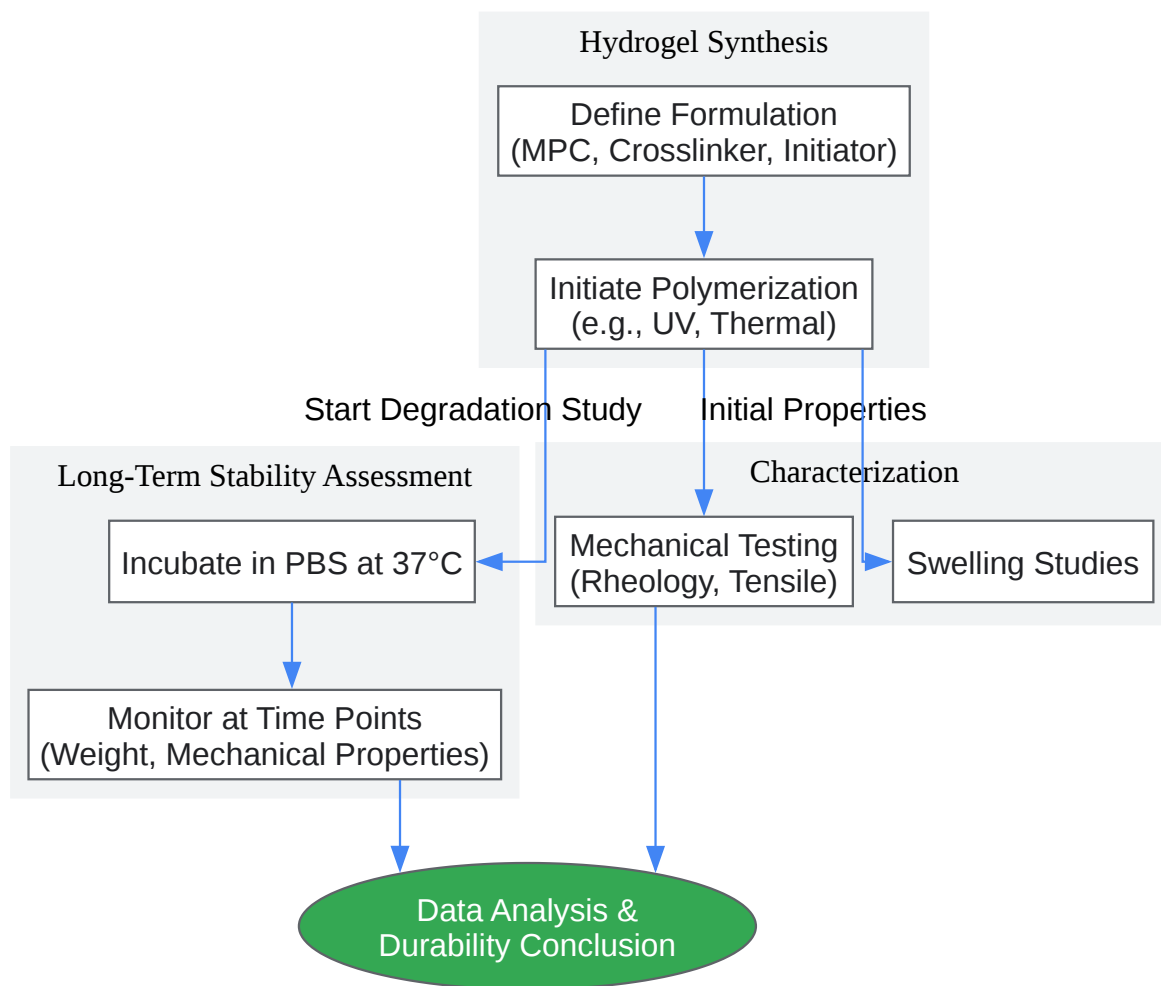 Hydrogel Synthesis
Define Formulation
(MPC, Crosslinker, Initiator)
Initiate Polymerization
(e.g., UV, Thermal)
Start Degradation Study
Initial Properties
Long-Term Stability Assessment
Characterization
Incubate in PBS at 37°C
Mechanical Testing
(Rheology, Tensile)
Swelling Studies
Monitor at Time Points
(Weight, Mechanical Properties)
Data Analysis &
Durability Conclusion